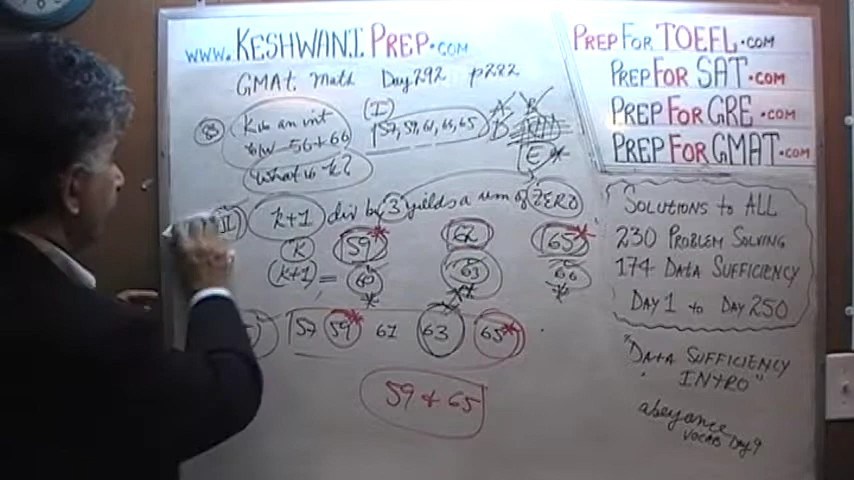 www.KESHWANIPREP.COM
GMAT Math Day 292 p282
83
K is an int
b/w 56 + 66
What is k?
(I)
57, 59, 61, 63, 65
A B
D
E
(II)
k+1 div by 3 yields a rem of ZERO
k 59 62 65
k+1 = 60 63 66
57 59 61 63 65
59 + 65
PREPFORTOEFL.COM
PREPFORSAT.COM
PREPFORGRE.COM
PREPFORGMAT.COM
SOLUTIONS TO ALL
230 PROBLEM SOLVING
174 DATA SUFFICIENCY
DAY 1 TO DAY 250
"DATA SUFFICIENCY
INTRO"
abeyance
VOCAB Day 9